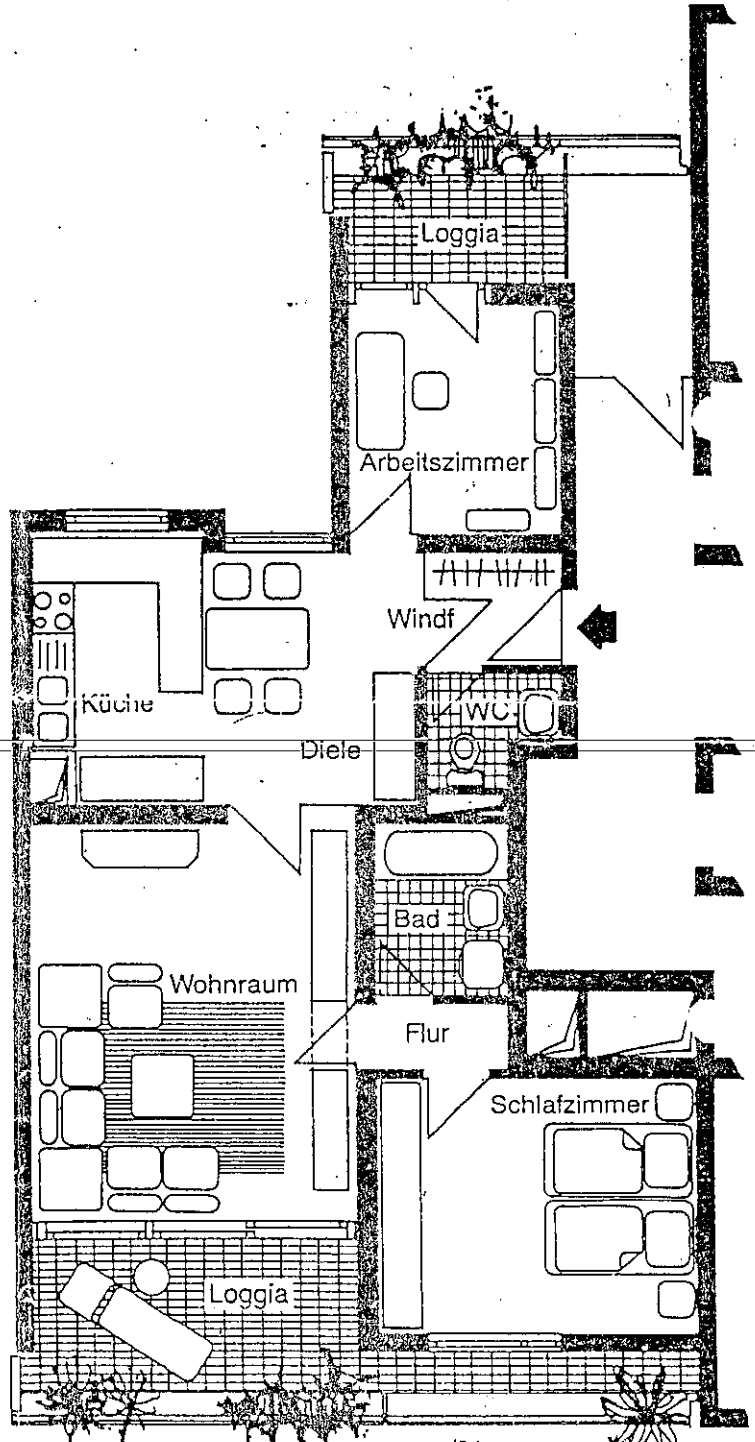 Loggia
Arbeitszimmer
Windf
Küche
WC
Diele
Bad
Wohnraum
Flur
Schlafzimmer
Loggia